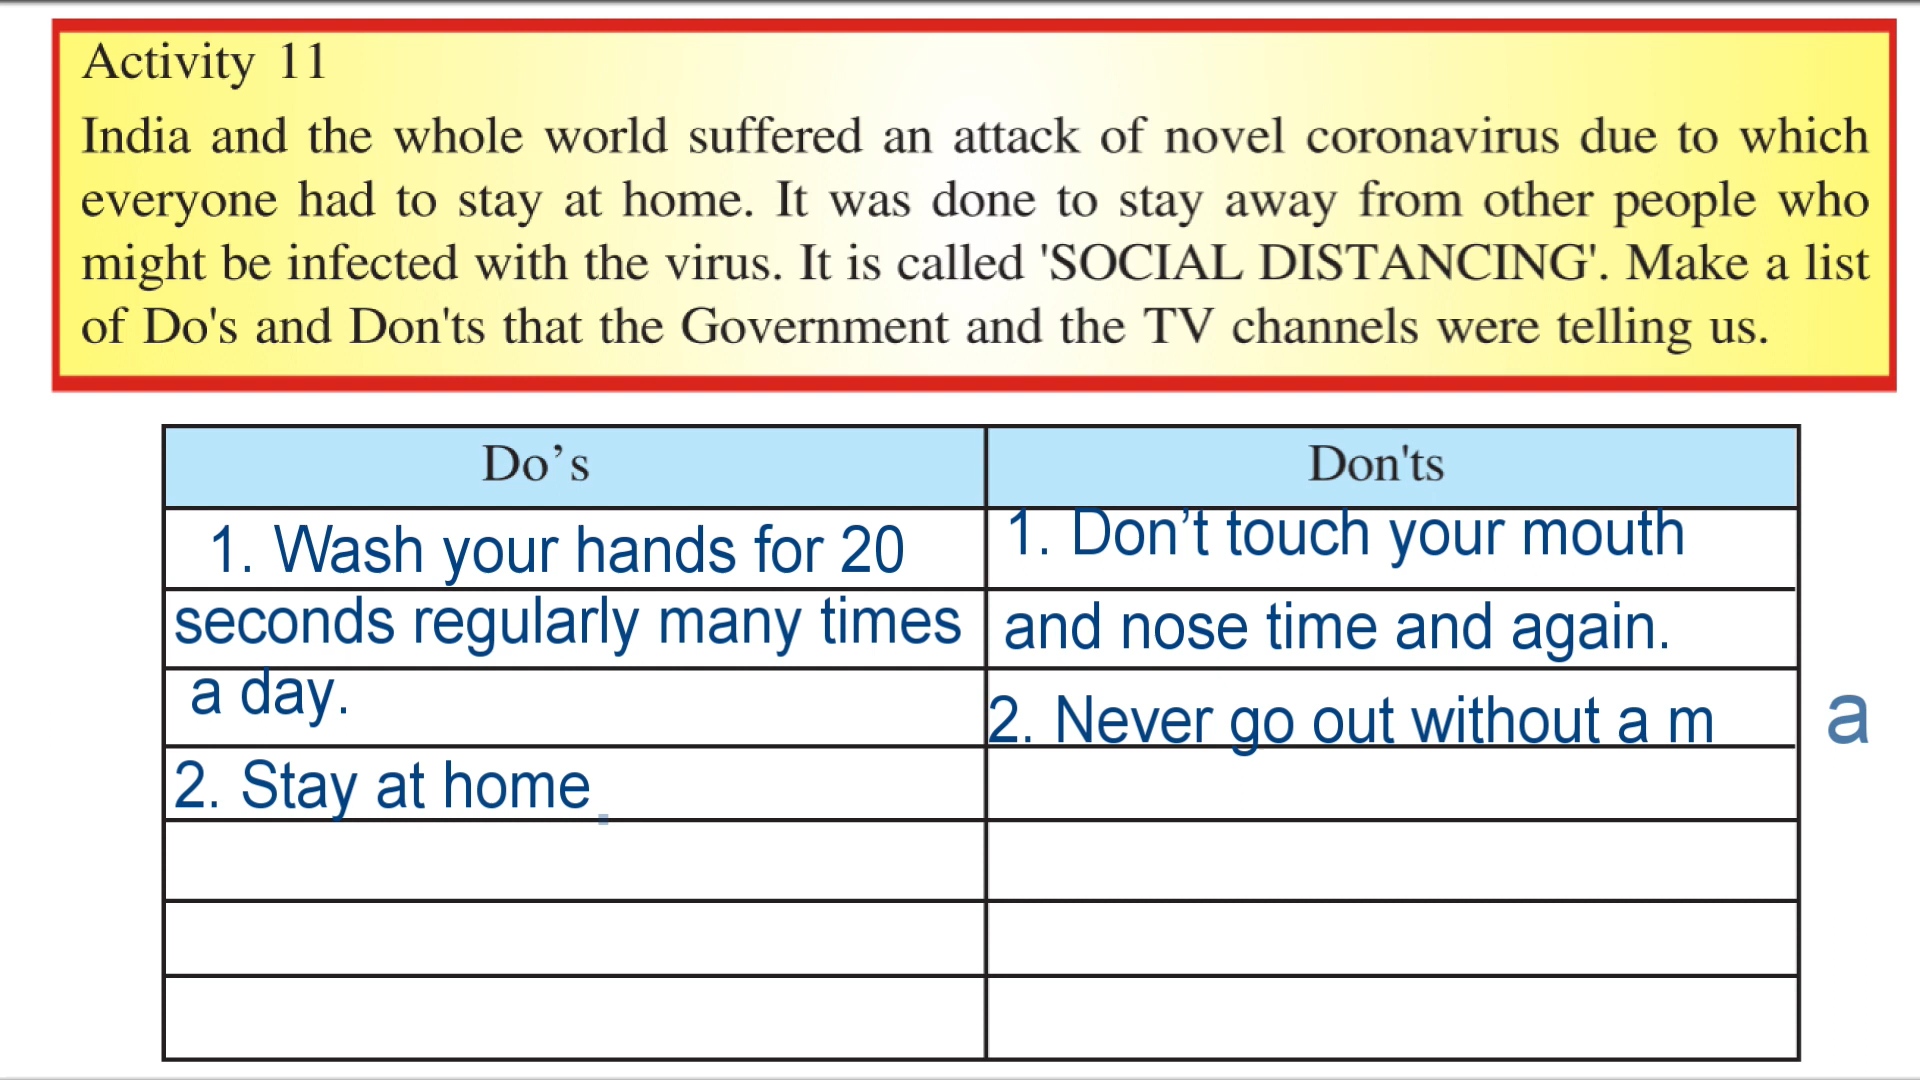 Activity 11
India and the whole world suffered an attack of novel coronavirus due to which
everyone had to stay at home. It was done to stay away from other people who
might be infected with the virus. It is called 'SOCIAL DISTANCING'. Make a list
of Do's and Don'ts that the Government and the TV channels were telling us.
Do’s
Don'ts
1. Wash your hands for 20
seconds regularly many times
a day.
2. Stay at home
1. Don’t touch your mouth
and nose time and again.
2. Never go out without a m a